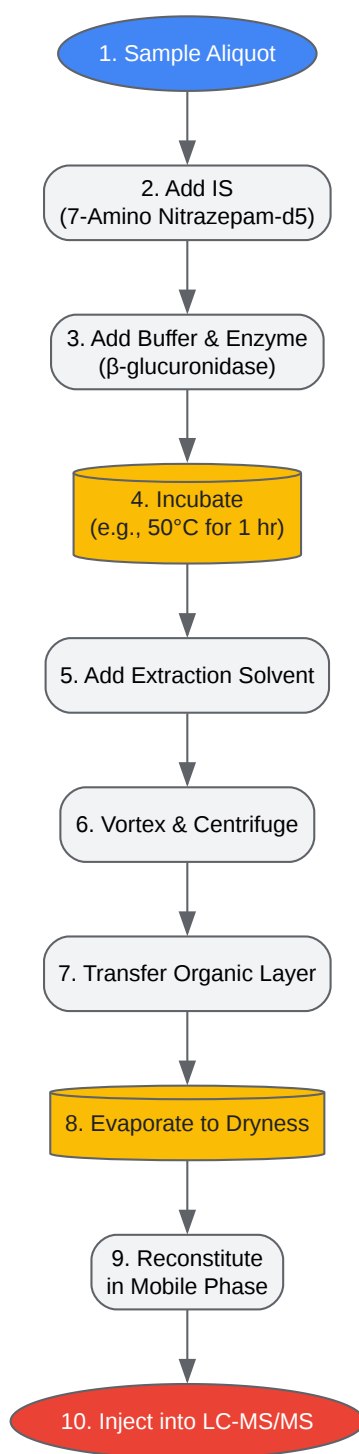 1. Sample Aliquot
2. Add IS
(7-Amino Nitrazepam-d5)
3. Add Buffer & Enzyme
(β-glucuronidase)
4. Incubate
(e.g., 50°C for 1 hr)
5. Add Extraction Solvent
6. Vortex & Centrifuge
7. Transfer Organic Layer
8. Evaporate to Dryness
9. Reconstitute
in Mobile Phase
10. Inject into LC-MS/MS